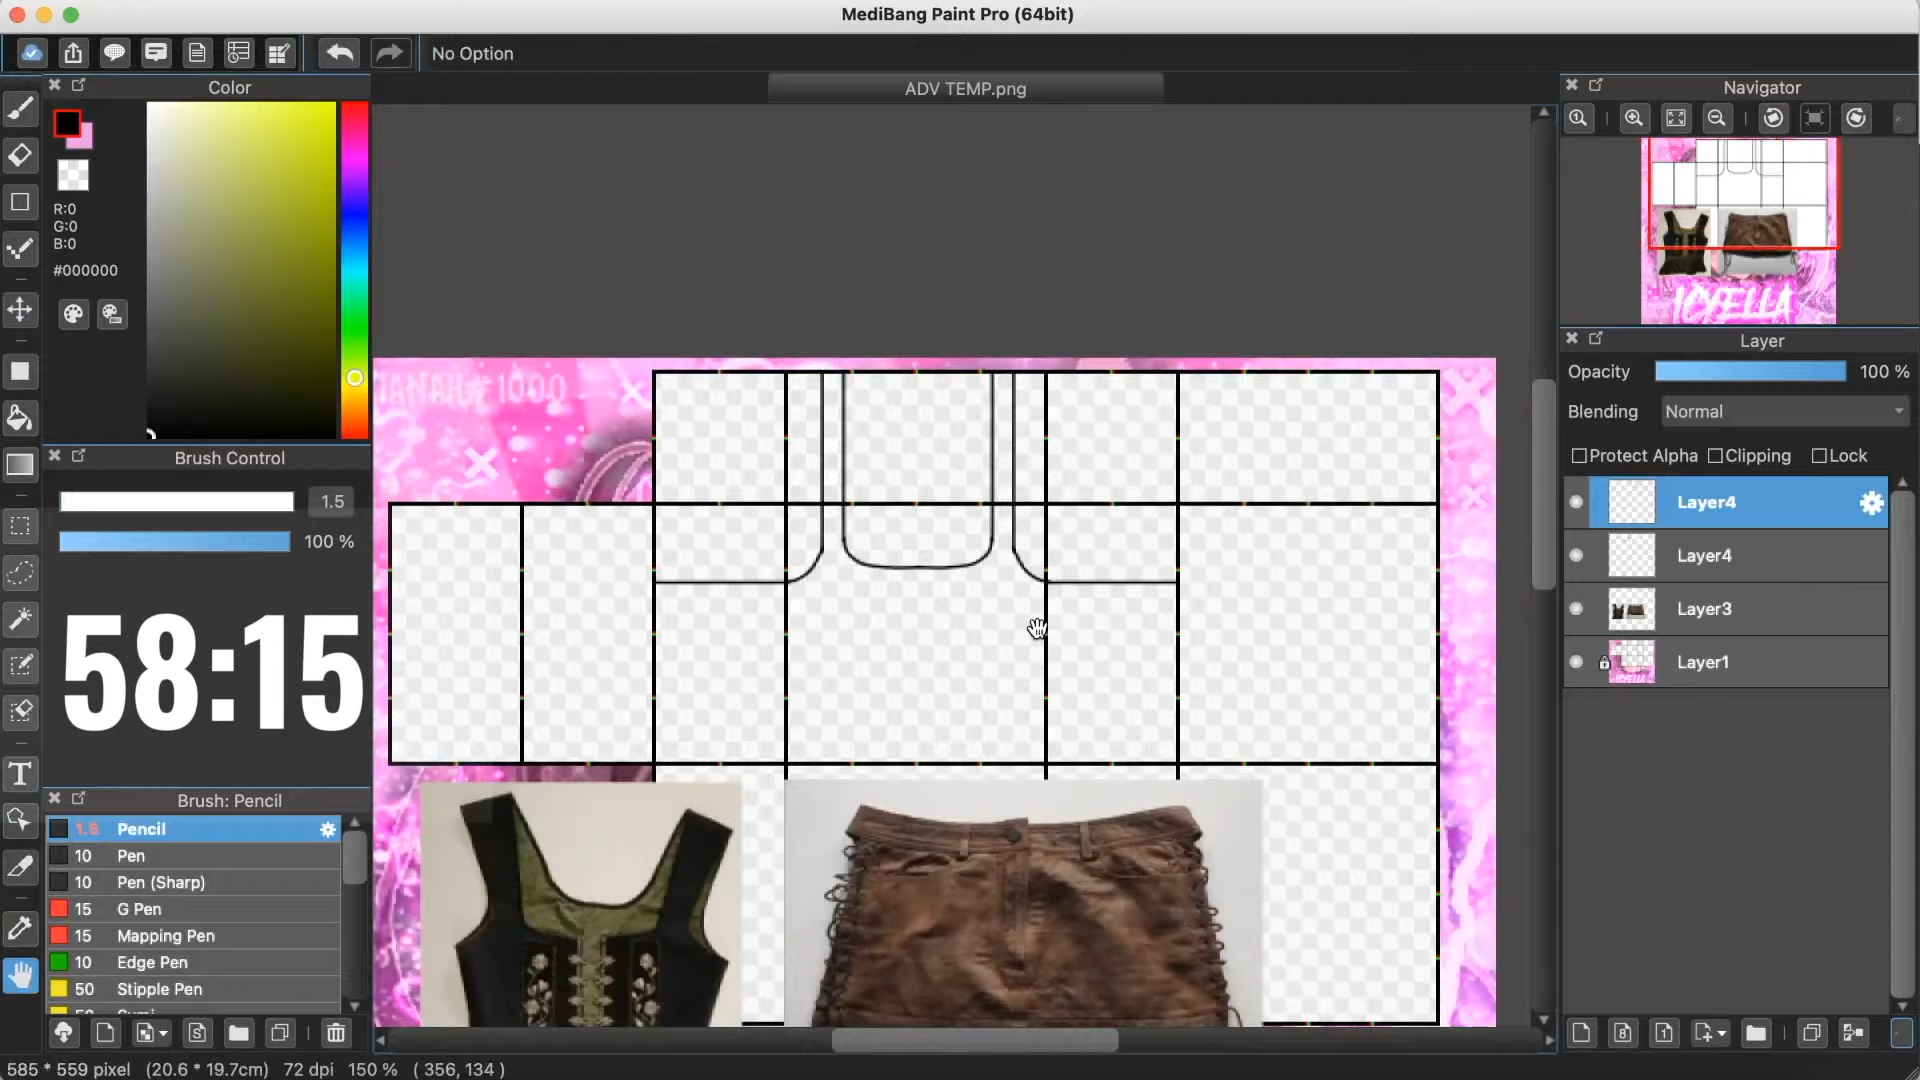 MediBang Paint Pro (64bit)
No Option
Color
ADV TEMP.png
Navigator
R:0
G:0
B:0
#000000
ICYELLA
Layer
Opacity
100 %
Blending
Normal
Protect Alpha
Clipping
Lock
Brush Control
1.5
100 %
1000
Layer4
Layer4
Layer3
Layer1
58:15
Brush: Pencil
1.5 Pencil
10 Pen
10 Pen (Sharp)
15 G Pen
15 Mapping Pen
10 Edge Pen
50 Stipple Pen
585 * 559 pixel (20.6 * 19.7cm) 72 dpi 150 % ( 356, 134 )